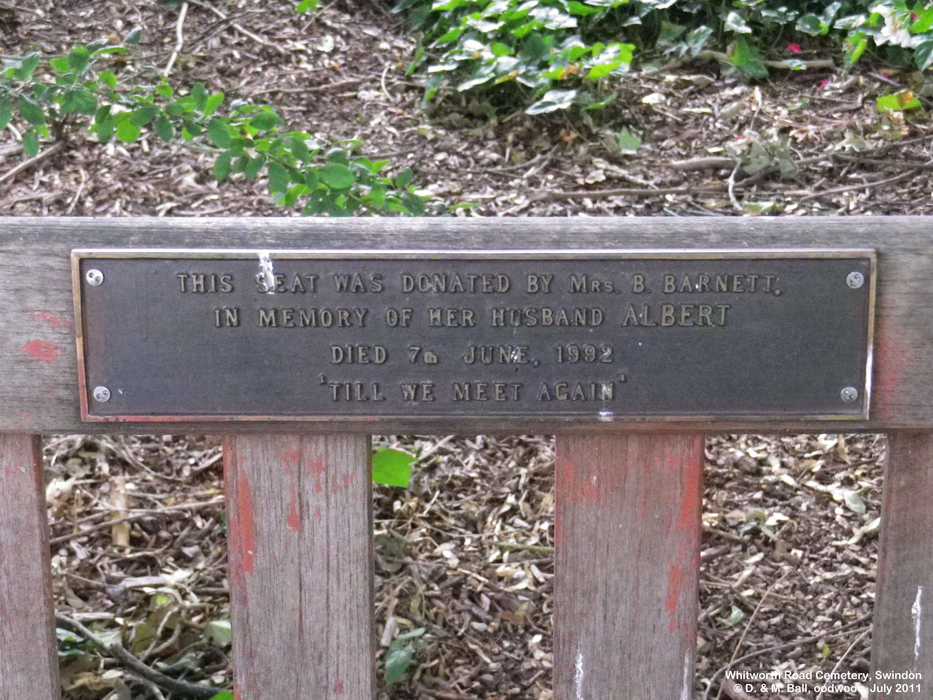 THIS SEAT WAS DONATED BY MRS. B. BARNETT,
IN MEMORY OF HER HUSBAND ALBERT
DIED 7th JUNE, 1992
'TILL WE MEET AGAIN'
Whitworth Road Cemetery, Swindon
© D. & M. Ball, July 2011